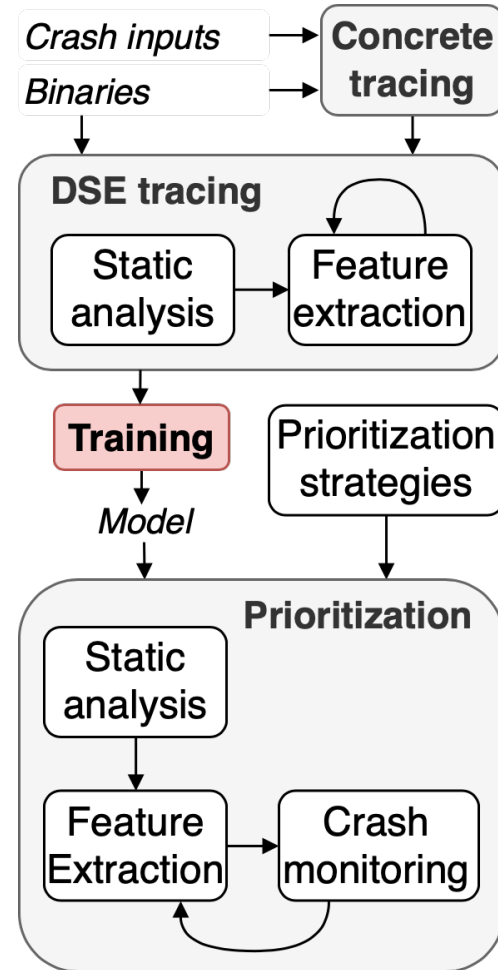 Crash inputs
Concrete
tracing
Binaries
DSE tracing
Static
analysis
Feature
extraction
Training
Prioritization
strategies
Model
Prioritization
Static
analysis
Feature
Extraction
Crash
monitoring